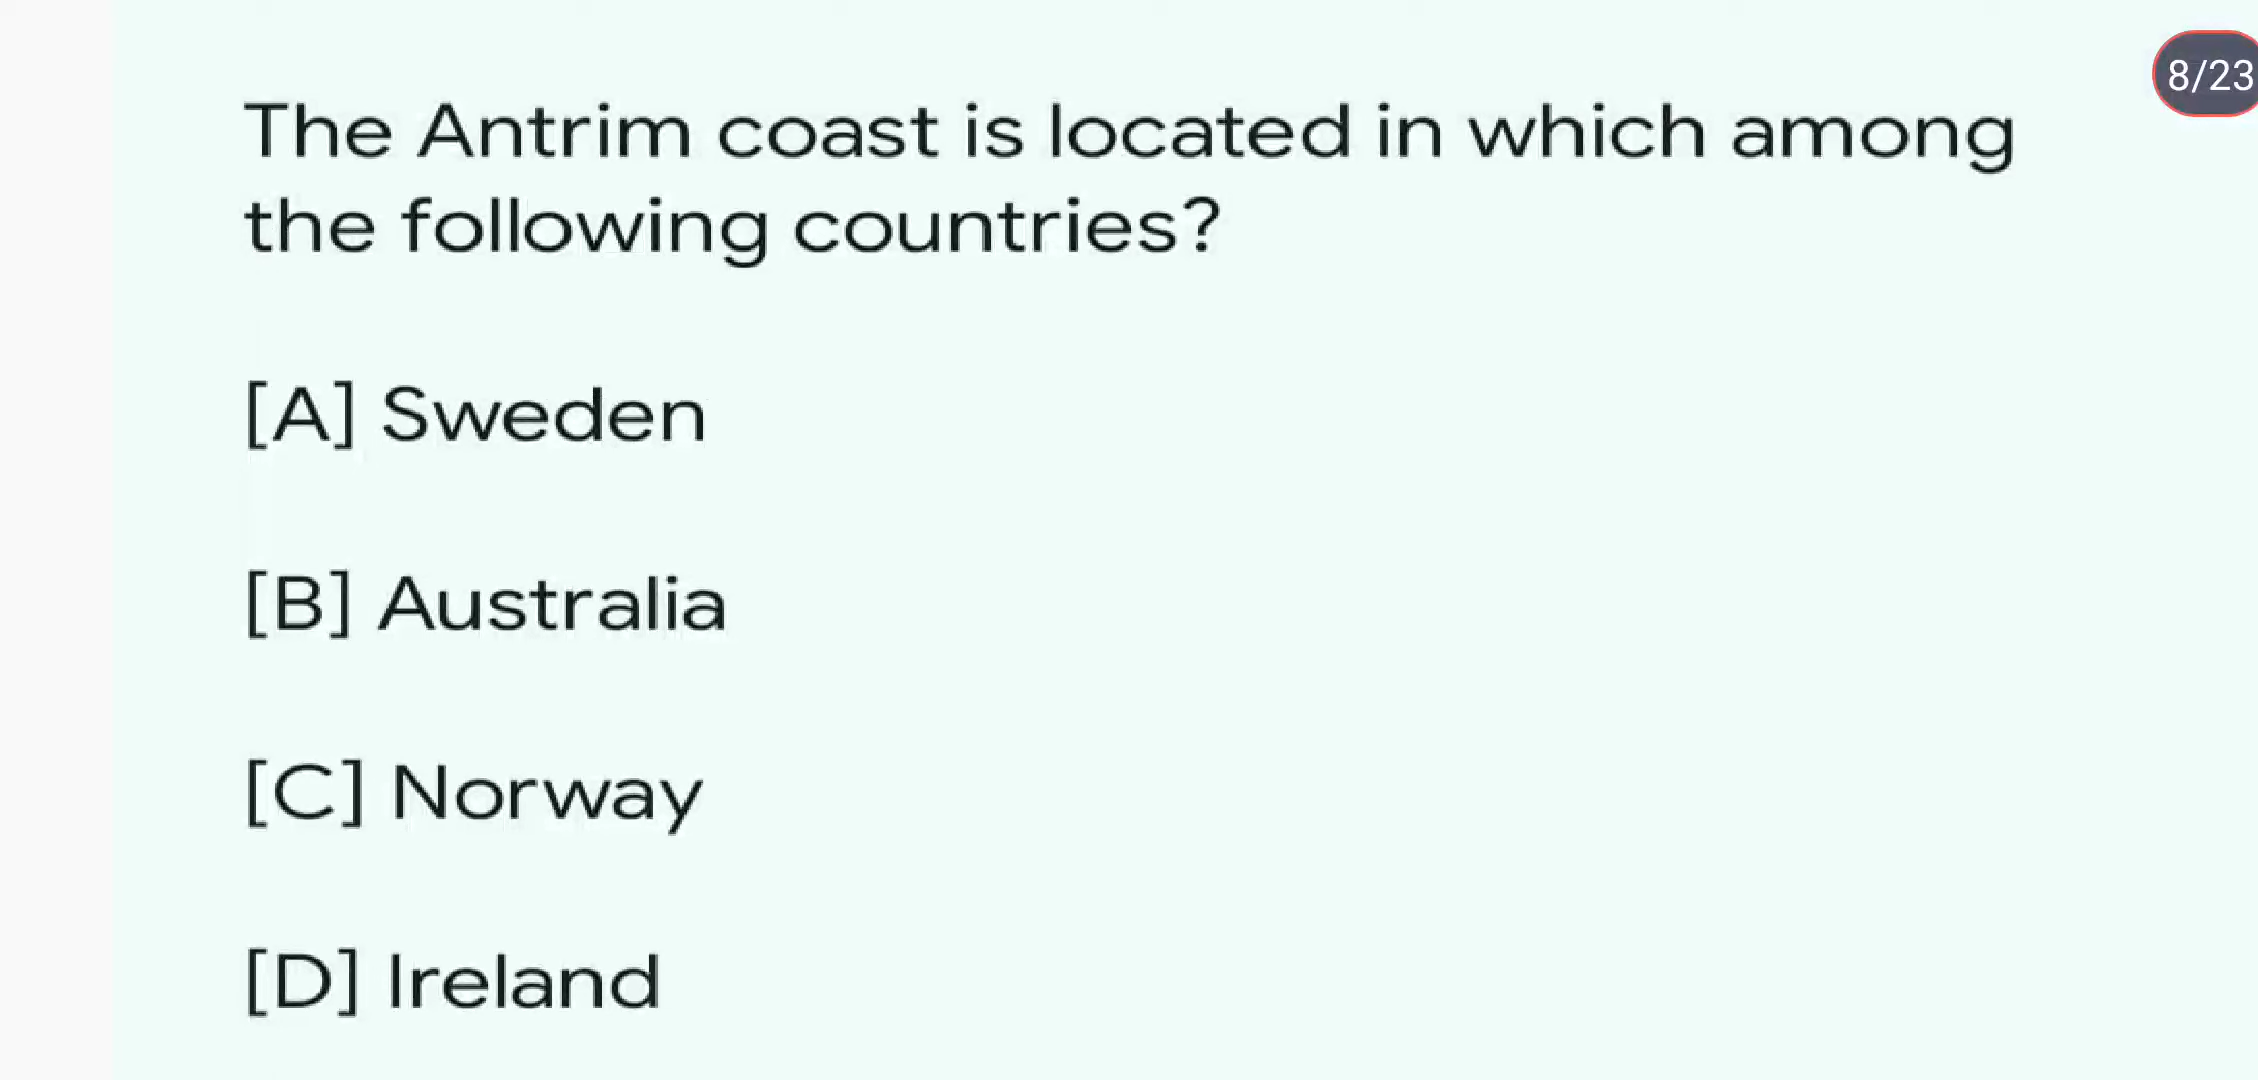 8/23
The Antrim coast is located in which among
the following countries?
[A] Sweden
[B] Australia
[C] Norway
[D] Ireland